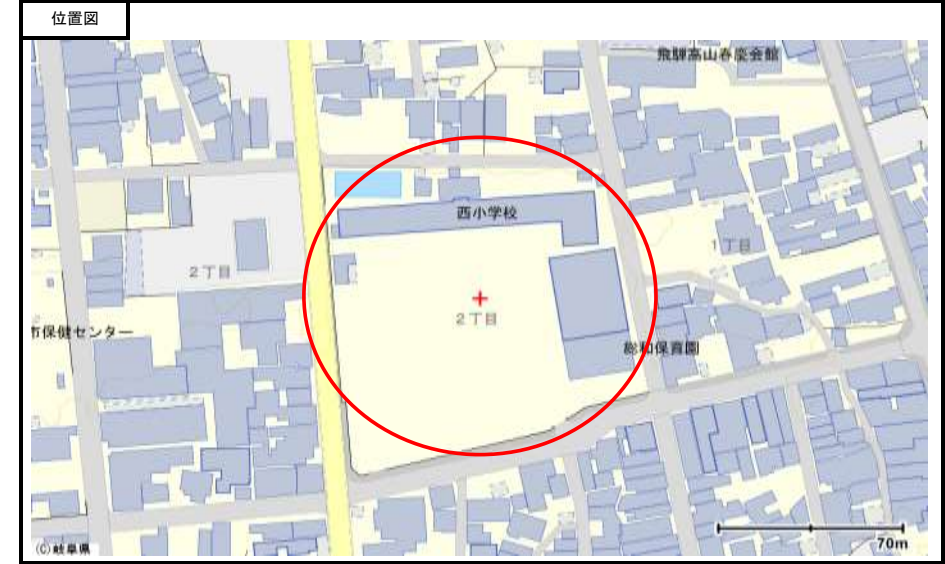 位置図
飛騨高山春慶会館
西小学校
1丁目
2丁目
2丁目
市保健センター
総和保育園
70m
(C)岐阜県